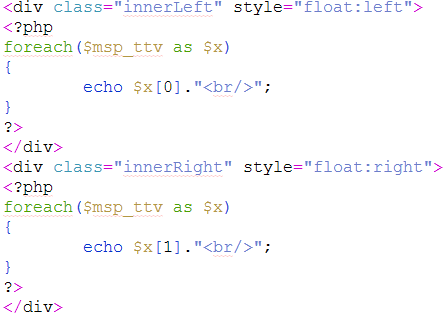 <div class="innerLeft" style="float:left">
<?php
foreach($msp_ttv as $x)
{
        echo $x[0]."<br/>";
}
?>
</div>
<div class="innerRight" style="float:right">
<?php
foreach($msp_ttv as $x)
{
        echo $x[1]."<br/>";
}
?>
</div>